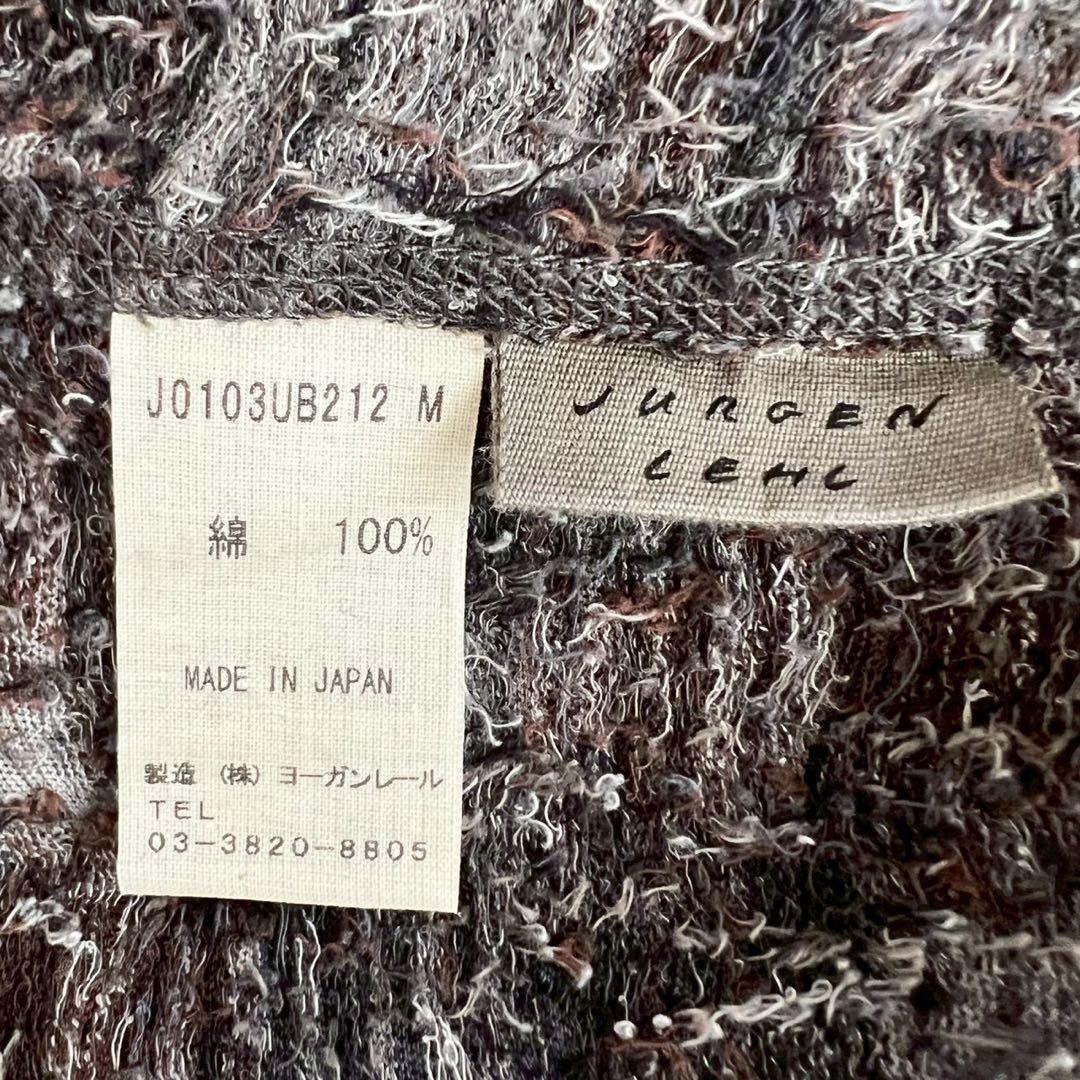 J0103UB212 M
綿 100%
MADE IN JAPAN
製造 (株) ヨーガンレール
TEL
03-3820-8805
JURGEN
LEHL